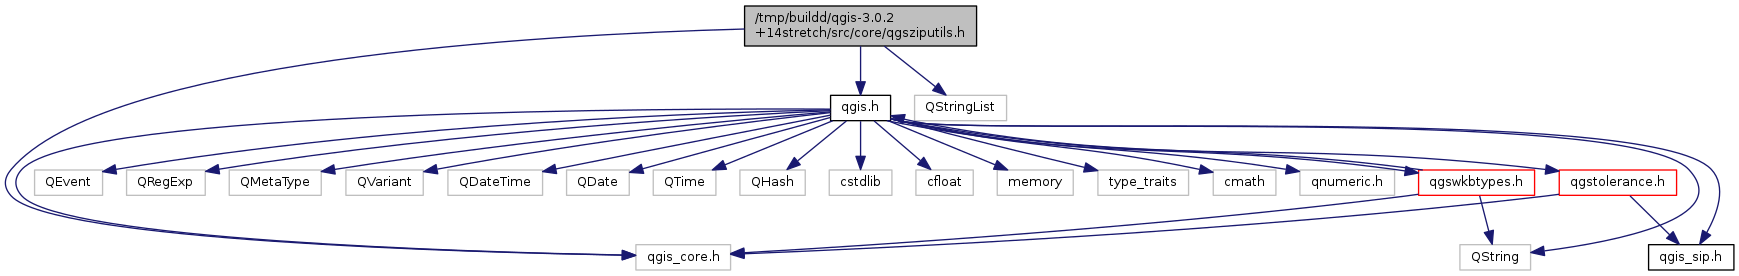 /tmp/buildd/qgis-3.0.2
+14stretch/src/core/qgsziputils.h
qgis.h
QStringList
QEvent
QRegExp
QMetaType
QVariant
QDateTime
QDate
QTime
QHash
cstdlib
cfloat
memory
type_traits
cmath
qnumeric.h
qgswkbtypes.h
qgstolerance.h
qgis_core.h
QString
qgis_sip.h